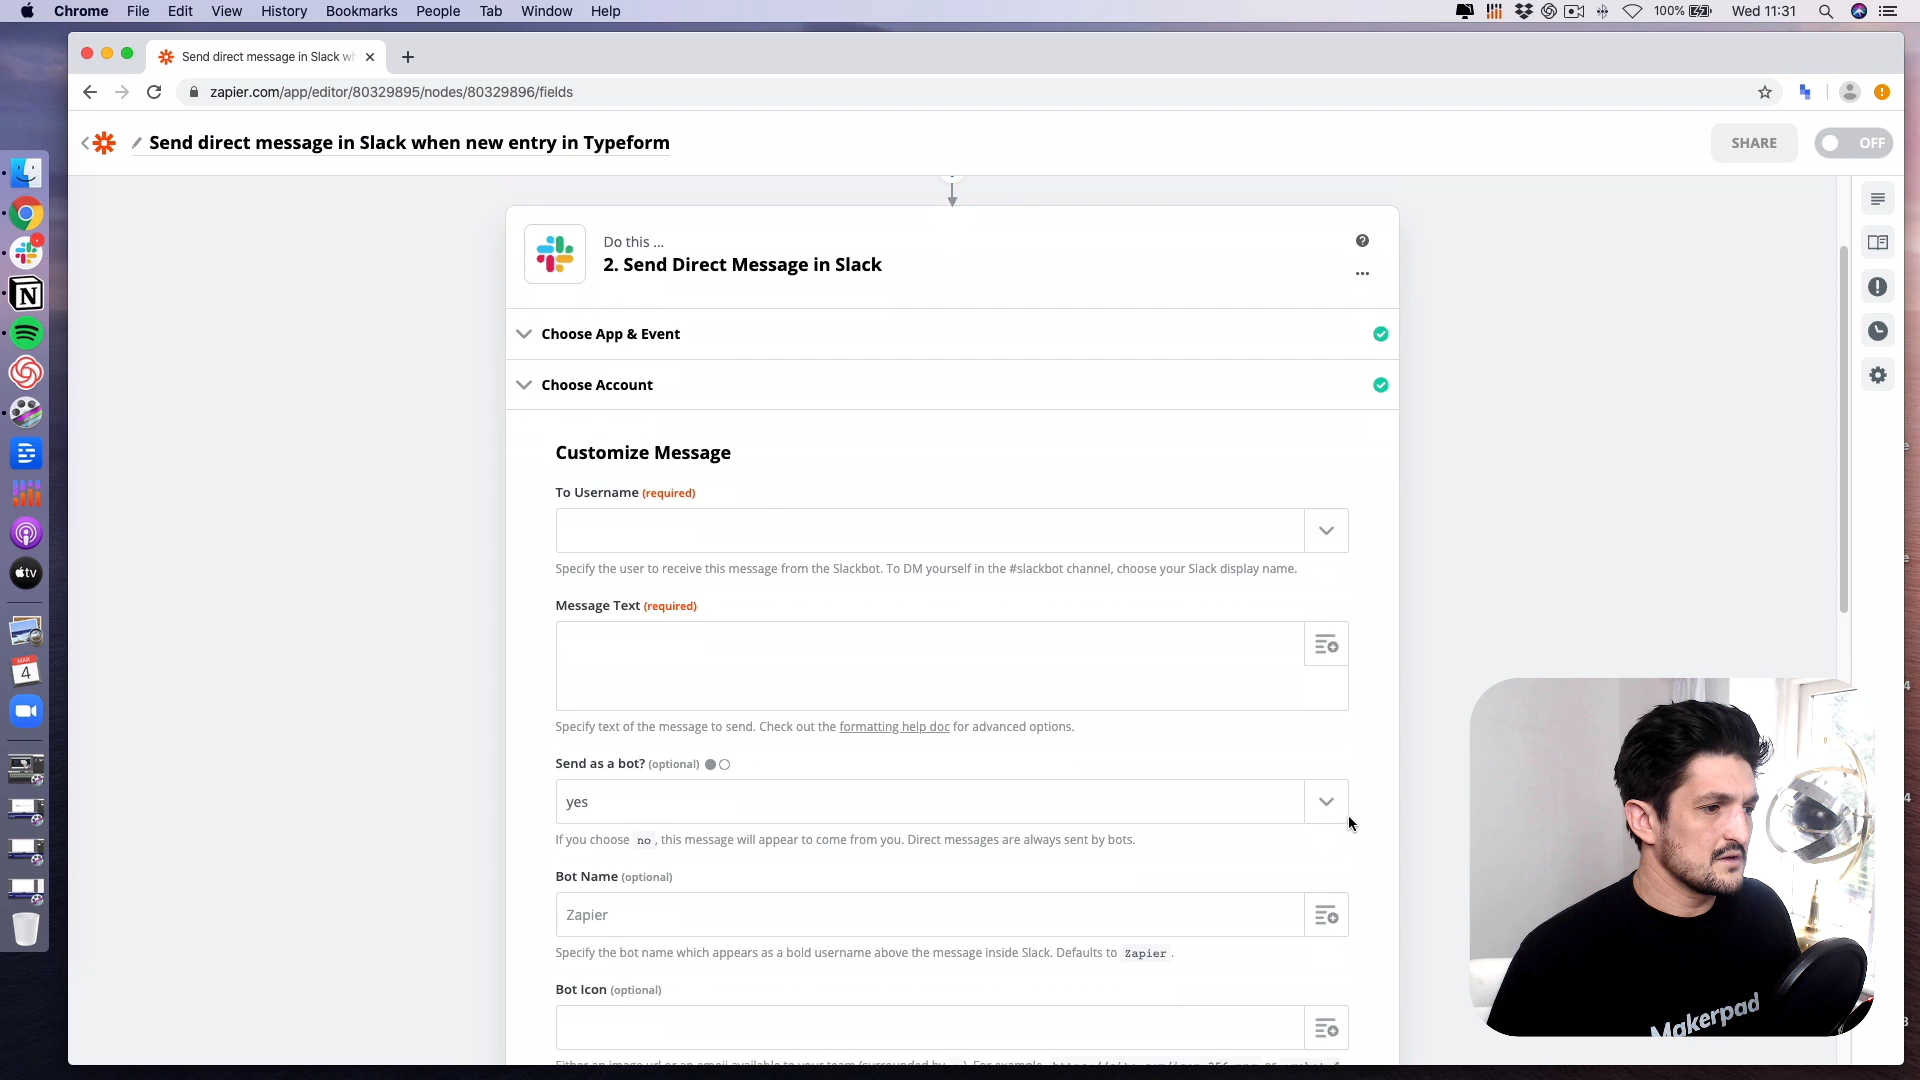 Chrome File Edit View History Bookmarks People Tab Window Help 100% Wed 11:31
Send direct message in Slack wh
zapier.com/app/editor/80329895/nodes/80329896/fields
Send direct message in Slack when new entry in Typeform SHARE OFF
Do this ...
2. Send Direct Message in Slack
Choose App & Event
Choose Account
Customize Message
To Username (required)
Specify the user to receive this message from the Slackbot. To DM yourself in the #slackbot channel, choose your Slack display name.
Message Text (required)
Specify text of the message to send. Check out the formatting help doc for advanced options.
Send as a bot? (optional)
yes
If you choose no, this message will appear to come from you. Direct messages are always sent by bots.
Bot Name (optional)
Zapier
Specify the bot name which appears as a bold username above the message inside Slack. Defaults to Zapier.
Bot Icon (optional)
MAR
4
tv
Makerpad